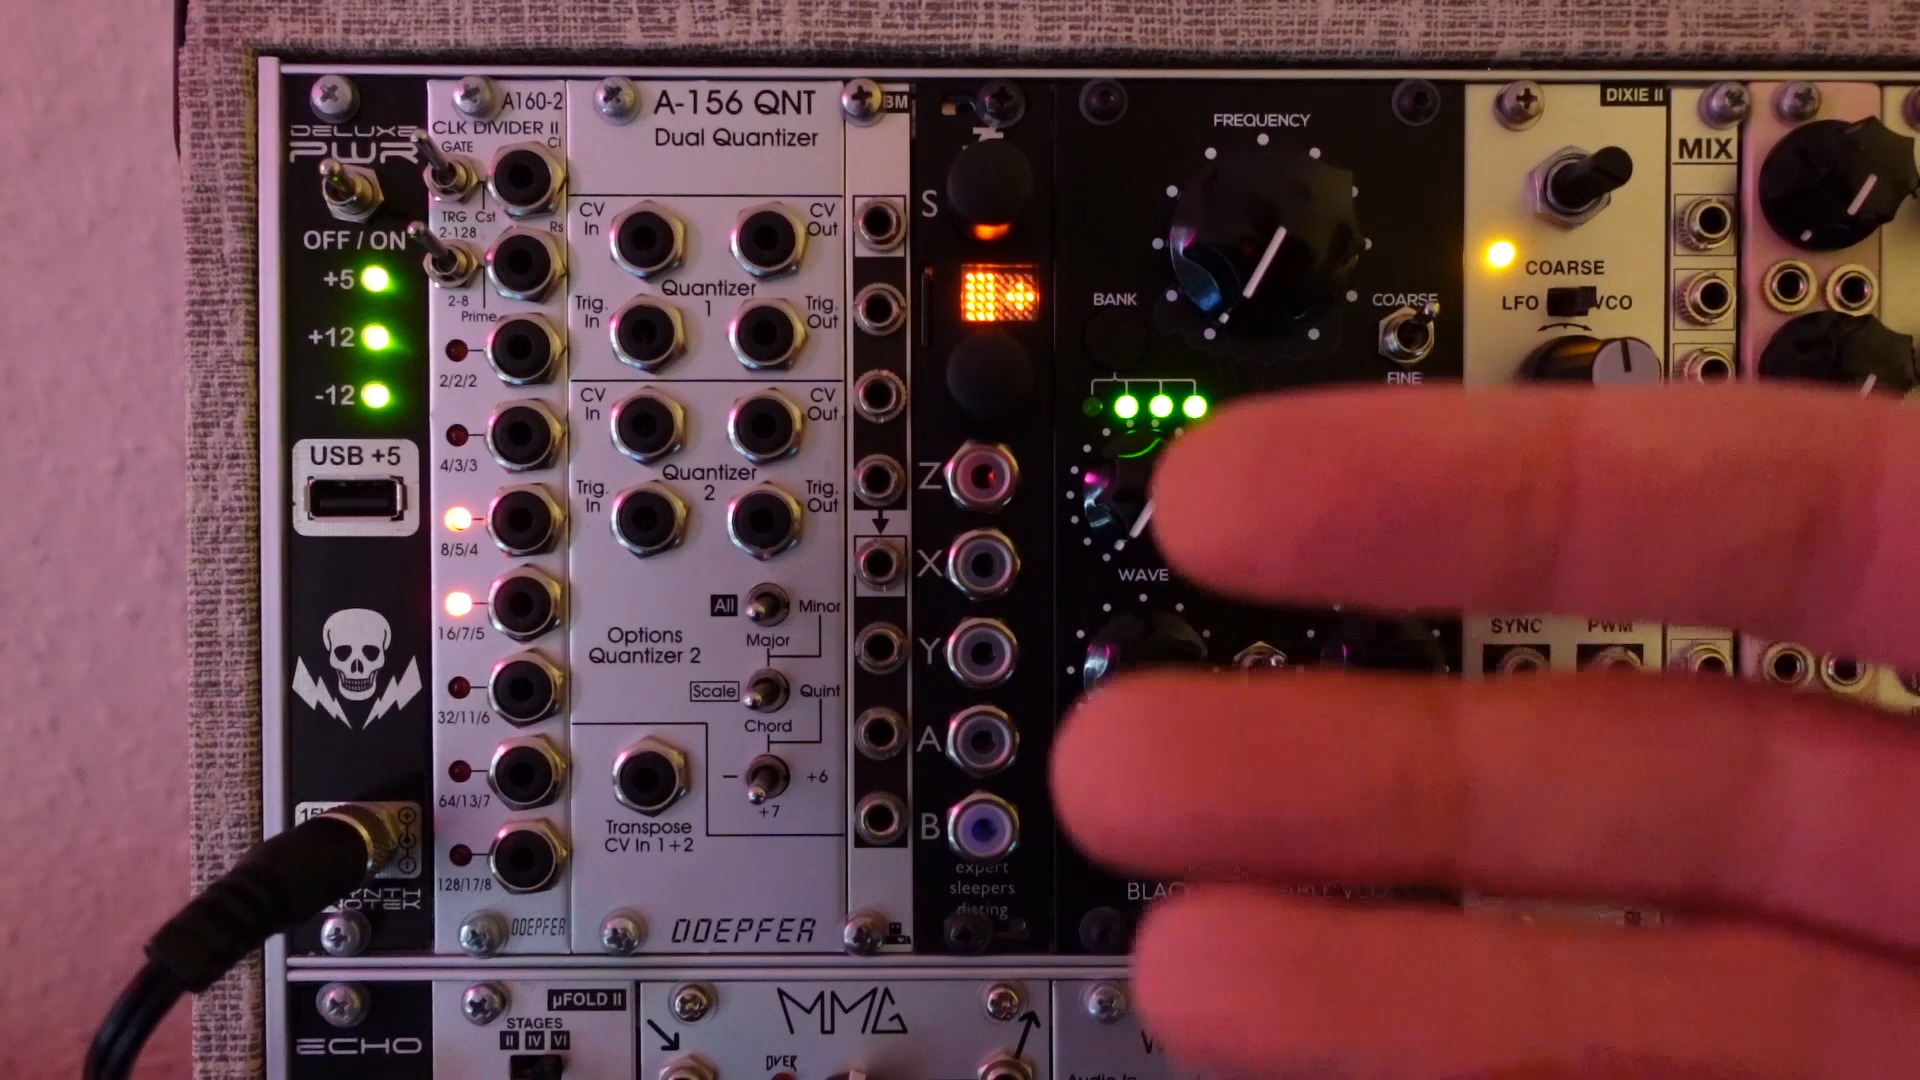 DELUXE
PWR
OFF / ON
+5
+12
-12
USB +5
A160-2
CLK DIVIDER II
GATE
Cl
TRG Cst
2-128
Rs
2-8
Prime
2/2/2
4/3/3
8/5/4
16/7/5
32/11/6
64/13/7
128/17/8
DOEPFER
A-156 QNT
Dual Quantizer
CV
In
CV
Out
Quantizer
1
Trig.
In
Trig.
Out
CV
In
CV
Out
Quantizer
2
Trig.
In
Trig.
Out
All
Minor
Major
Options
Quantizer 2
Scale
Quint
Chord
–
+6
+7
Transpose
CV In 1+2
DOEPFER
BM
S
Z
X
Y
A
B
expert
sleepers
disting
FREQUENCY
BANK
COARSE
FINE
WAVE
DIXIE II
COARSE
LFO VCO
SYNC PWM
MIX
ECHO
µFOLD II
STAGES
II IV VI
MMG
OVER